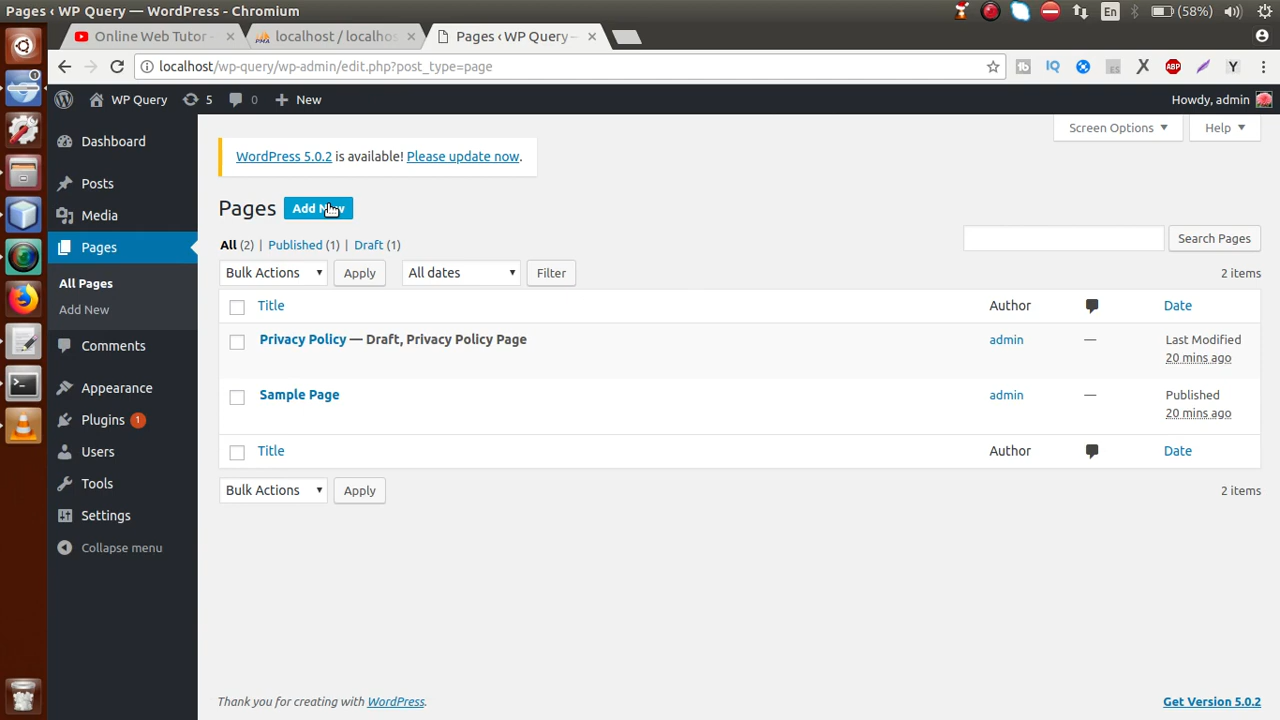 Pages ‹ WP Query — WordPress - Chromium
En
(58%)
Online Web Tutor -
localhost / localhos
Pages ‹ WP Query –
localhost/wp-query/wp-admin/edit.php?post_type=page
WP Query
5
0
New
Howdy, admin
Screen Options
Help
Dashboard
Posts
Media
Pages
All Pages
Add New
Comments
Appearance
Plugins 1
Users
Tools
Settings
Collapse menu
WordPress 5.0.2 is available! Please update now.
Pages
Add New
All (2) | Published (1) | Draft (1)
Search Pages
Bulk Actions
Apply
All dates
Filter
2 items
Title
Author
Date
Privacy Policy — Draft, Privacy Policy Page
admin
—
Last Modified
20 mins ago
Sample Page
admin
—
Published
20 mins ago
Title
Author
Date
Bulk Actions
Apply
2 items
Thank you for creating with WordPress.
Get Version 5.0.2